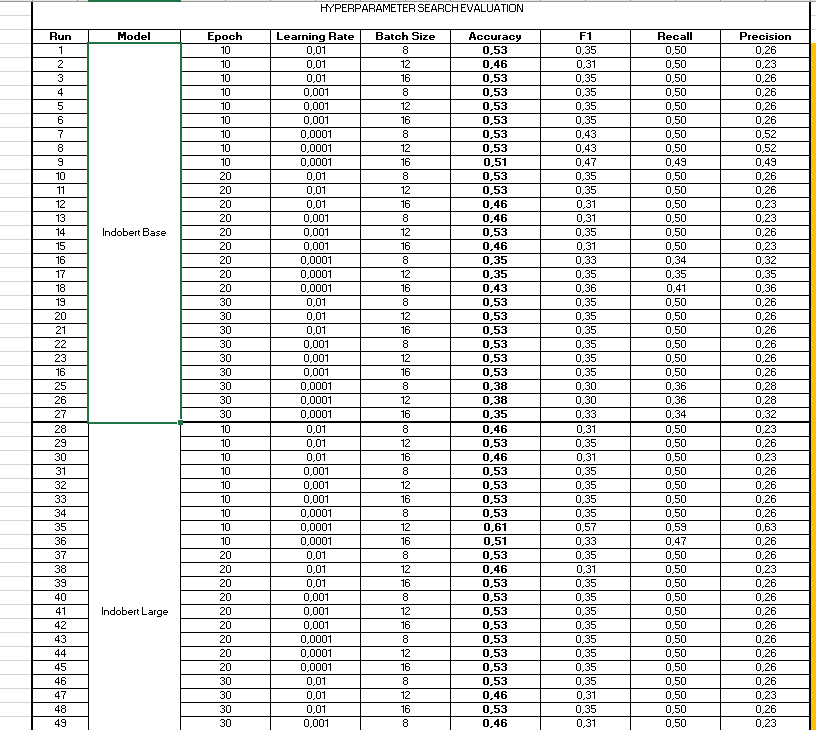 HYPERPARAMETER SEARCH EVALUATION
Run Model Epoch Learning Rate Batch Size Accuracy F1 Recall Precision
1 10 0,01 8 0,53 0,35 0,50 0,26
2 10 0,01 12 0,46 0,31 0,50 0,23
3 10 0,01 16 0,53 0,35 0,50 0,26
4 10 0,001 8 0,53 0,35 0,50 0,26
5 10 0,001 12 0,53 0,35 0,50 0,26
6 10 0,001 16 0,53 0,35 0,50 0,26
7 10 0,0001 8 0,53 0,43 0,50 0,52
8 10 0,0001 12 0,53 0,43 0,50 0,52
9 10 0,0001 16 0,51 0,47 0,49 0,49
10 20 0,01 8 0,53 0,35 0,50 0,26
11 20 0,01 12 0,53 0,35 0,50 0,26
12 20 0,01 16 0,46 0,31 0,50 0,23
13 20 0,001 8 0,46 0,31 0,50 0,23
14 Indobert Base 20 0,001 12 0,53 0,35 0,50 0,26
15 20 0,001 16 0,46 0,31 0,50 0,23
16 20 0,0001 8 0,35 0,33 0,34 0,32
17 20 0,0001 12 0,35 0,35 0,35 0,35
18 20 0,0001 16 0,43 0,36 0,41 0,36
19 30 0,01 8 0,53 0,35 0,50 0,26
20 30 0,01 12 0,53 0,35 0,50 0,26
21 30 0,01 16 0,53 0,35 0,50 0,26
22 30 0,001 8 0,53 0,35 0,50 0,26
23 30 0,001 12 0,53 0,35 0,50 0,26
16 30 0,001 16 0,53 0,35 0,50 0,26
25 30 0,0001 8 0,38 0,30 0,36 0,28
26 30 0,0001 12 0,38 0,30 0,36 0,28
27 30 0,0001 16 0,35 0,33 0,34 0,32
28 10 0,01 8 0,46 0,31 0,50 0,23
29 10 0,01 12 0,53 0,35 0,50 0,26
30 10 0,01 16 0,46 0,31 0,50 0,23
31 10 0,001 8 0,53 0,35 0,50 0,26
32 10 0,001 12 0,53 0,35 0,50 0,26
33 10 0,001 16 0,53 0,35 0,50 0,26
34 10 0,0001 8 0,53 0,35 0,50 0,26
35 10 0,0001 12 0,61 0,57 0,59 0,63
36 10 0,0001 16 0,51 0,33 0,47 0,26
37 20 0,01 8 0,53 0,35 0,50 0,26
38 20 0,01 12 0,46 0,31 0,50 0,23
39 20 0,01 16 0,53 0,35 0,50 0,26
40 20 0,001 8 0,53 0,35 0,50 0,26
41 Indobert Large 20 0,001 12 0,53 0,35 0,50 0,26
42 20 0,001 16 0,53 0,35 0,50 0,26
43 20 0,0001 8 0,53 0,35 0,50 0,26
44 20 0,0001 12 0,53 0,35 0,50 0,26
45 20 0,0001 16 0,53 0,35 0,50 0,26
46 30 0,01 8 0,53 0,35 0,50 0,26
47 30 0,01 12 0,46 0,31 0,50 0,23
48 30 0,01 16 0,53 0,35 0,50 0,26
49 30 0,001 8 0,46 0,31 0,50 0,23